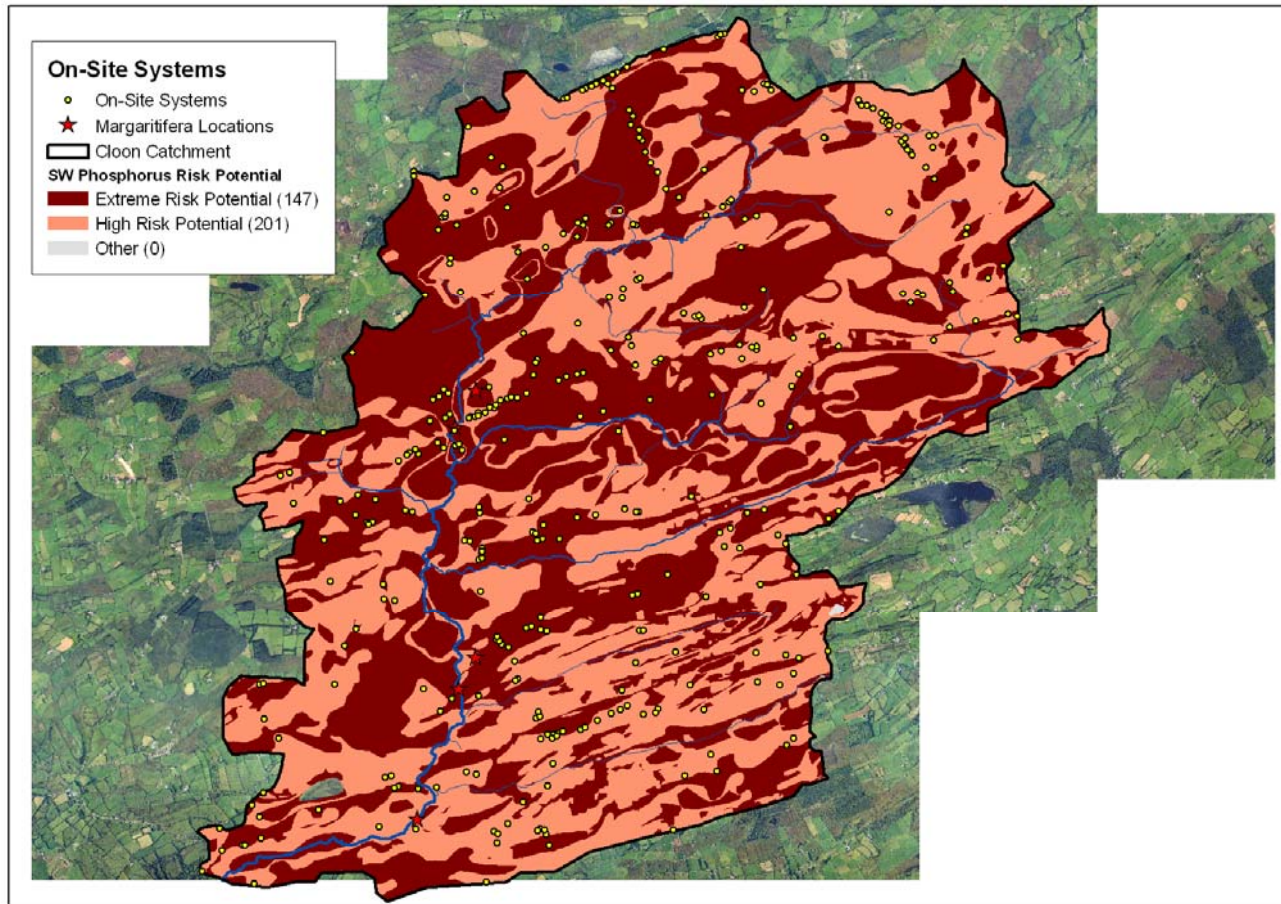 On-Site Systems
On-Site Systems
Margaritifera Locations
Cloon Catchment
SW Phosphorus Risk Potential
Extreme Risk Potential (147)
High Risk Potential (201)
Other (0)